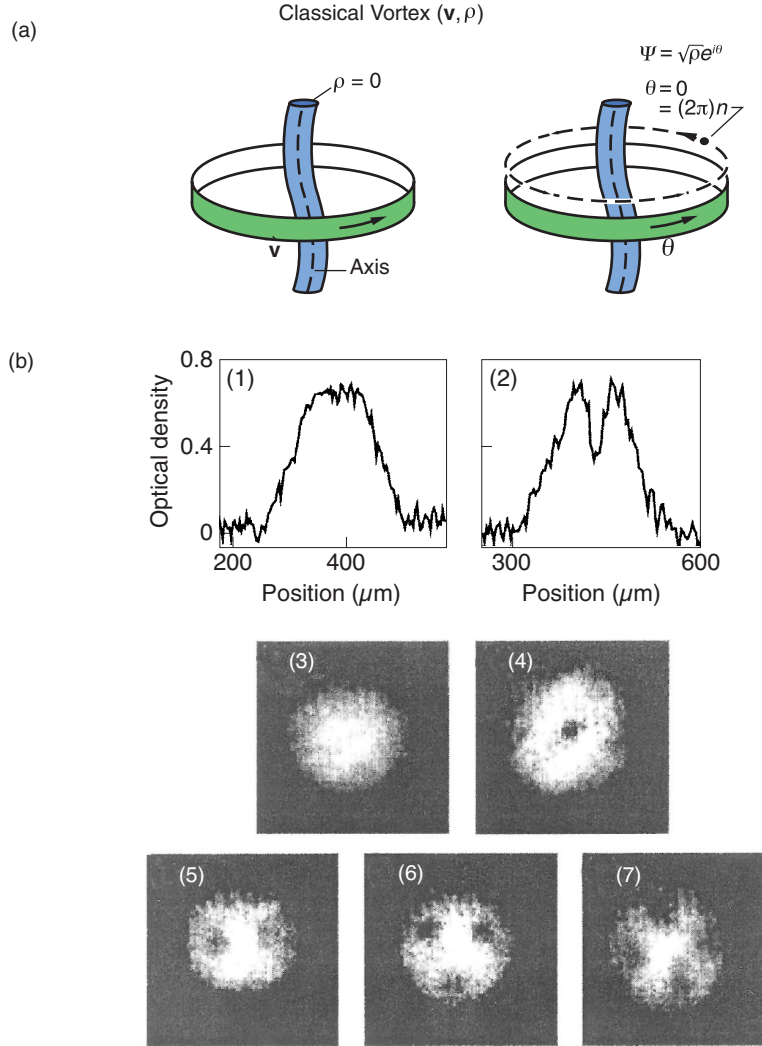 Classical Vortex (v, ρ)
(a)
ρ = 0
v
Axis
Ψ = √ρe^{iθ}
θ = 0
= (2π)n
θ
(b)
Optical density
0.8
0.4
0
(1)
200
400
Position (µm)
(2)
300
600
Position (µm)
(3)
(4)
(5)
(6)
(7)